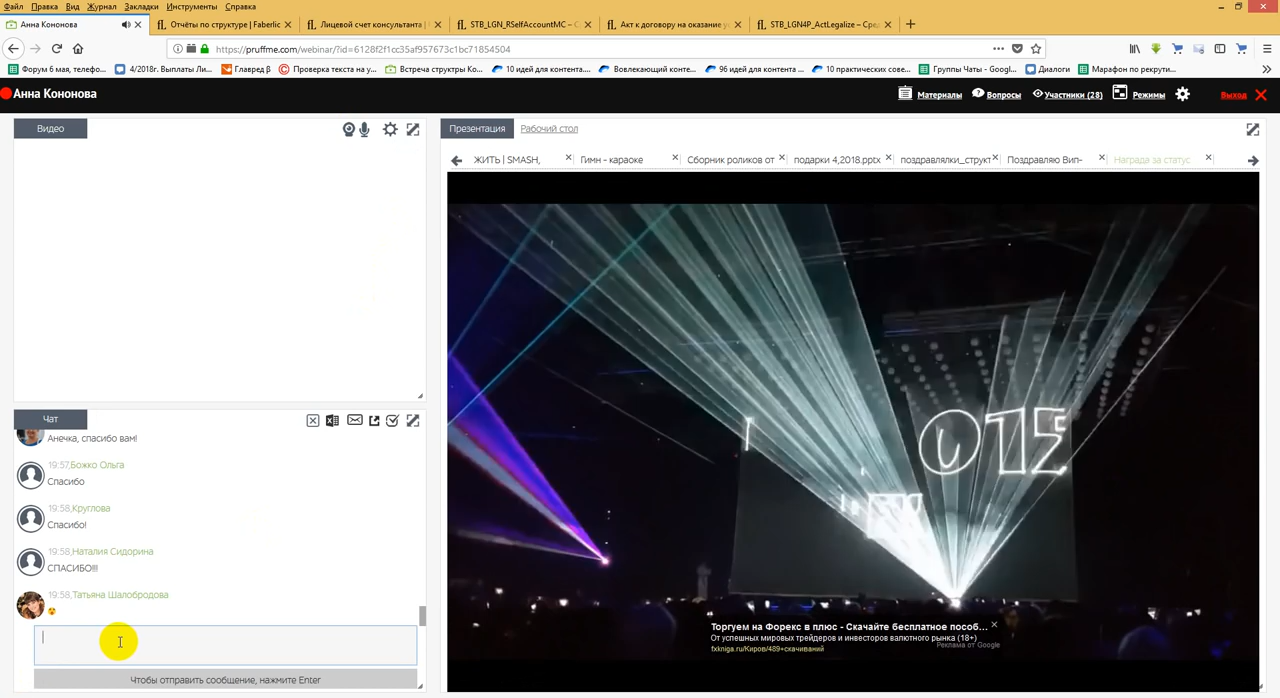 Файл Правка Вид Журнал Закладки Инструменты Справка
Анна Кононова
Отчёты по структуре | Faberlic
Лицевой счет консультанта |
STB_LGN_RSelfAccountMC – С
Акт к договору на оказание у
STB_LGN4P_ActLegalize – Сред
https://pruffme.com/webinar/?id=6128f2f1cc35af957673c1bc71854504
Форум 6 мая, телефо...
4/2018г. Выплаты Ли...
Главред β
Проверка текста на у...
Встреча структры Ко...
10 идей для контента....
Вовлекающий конте...
96 идей для контента ...
10 практических сове...
Группы Чаты - Googl...
Диалоги
Марафон по рекрути...
Анна Кононова
Материалы
Вопросы
Участники (28)
Режимы
Выход
Видео
Презентация
Рабочий стол
ЖИТЬ | SMASH,
Гимн - караоке
Сборник роликов от
подарки 4,2018.pptx
поздравлялки_структ
Поздравляю Вип-
Награда за статус
Чат
Анечка, спасибо вам!
19:57,Божко Ольга
Спасибо
19:58,Круглова
Спасибо!
19:58,Наталия Сидорина
СПАСИБО!!!
19:58,Татьяна Шалобродова
Чтобы отправить сообщение, нажмите Enter
Торгуем на Форекс в плюс - Скачайте бесплатное пособ...
От успешных мировых трейдеров и инвесторов валютного рынка (18+)
fxkniga.ru/Киров/489+скачиваний
Реклама от Google